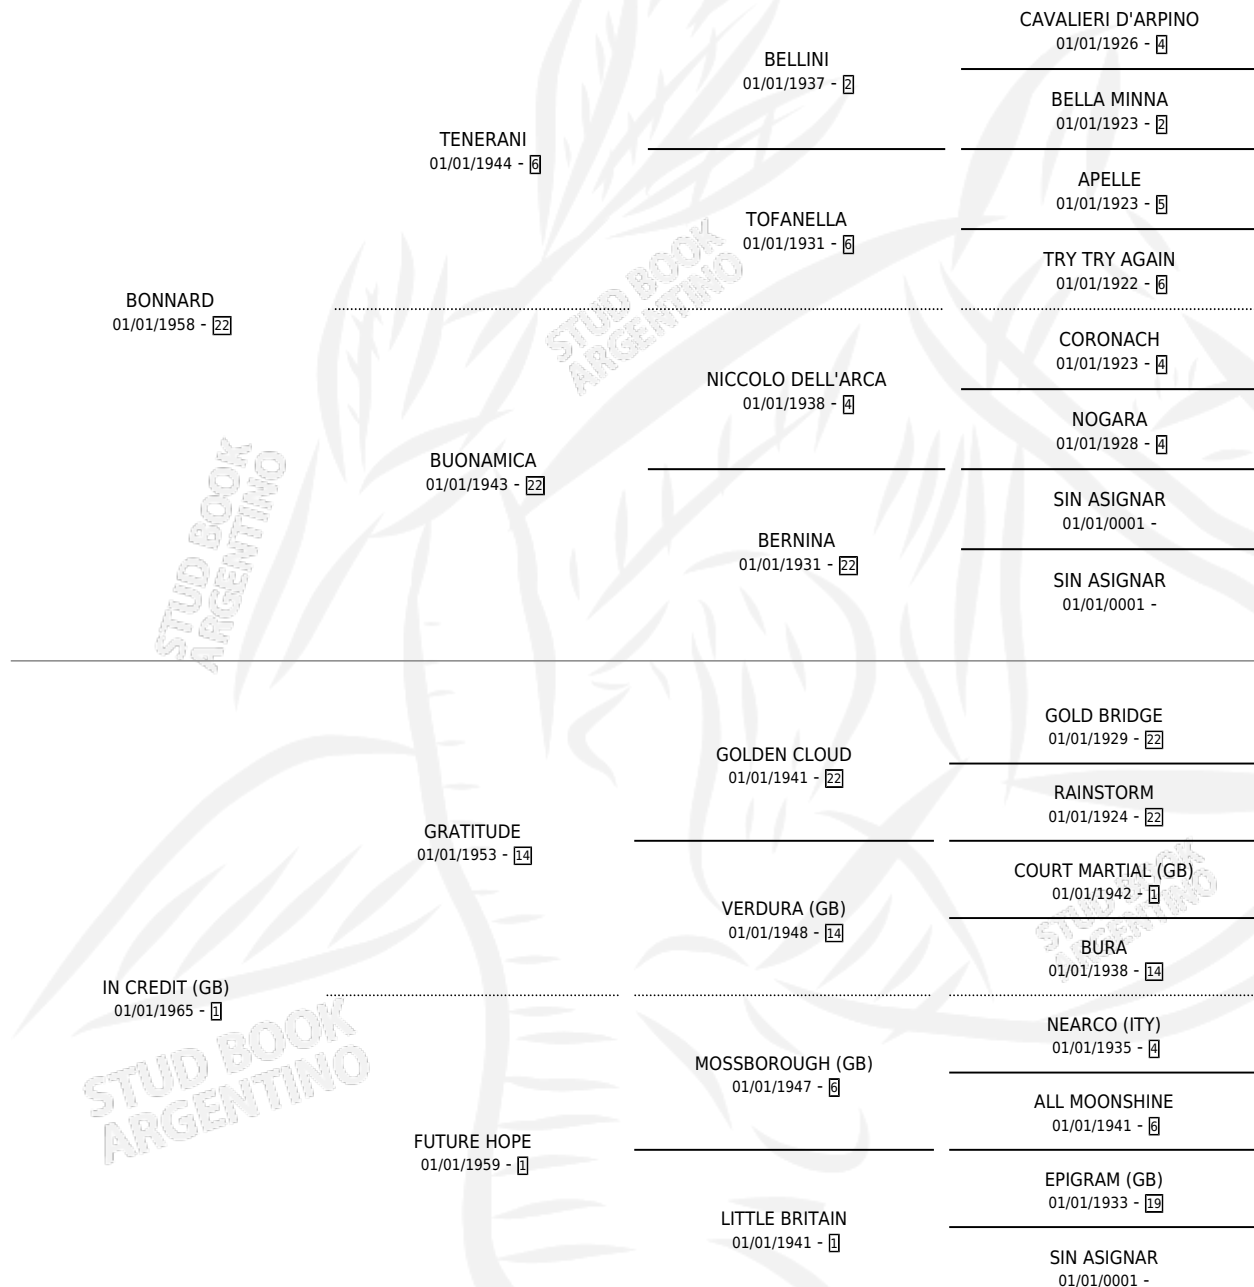 CAVALIERI D'ARPINO
01/01/1926 - 4
BELLINI
01/01/1937 - 2
BELLA MINNA
01/01/1923 - 2
TENERANI
01/01/1944 - 6
APELLE
01/01/1923 - 5
TOFANELLA
01/01/1931 - 6
TRY TRY AGAIN
01/01/1922 - 6
BONNARD
01/01/1958 - 22
CORONACH
01/01/1923 - 4
NICCOLO DELL'ARCA
01/01/1938 - 4
NOGARA
01/01/1928 - 4
BUONAMICA
01/01/1943 - 22
SIN ASIGNAR
01/01/0001 -
BERNINA
01/01/1931 - 22
SIN ASIGNAR
01/01/0001 -
GOLD BRIDGE
01/01/1929 - 22
GOLDEN CLOUD
01/01/1941 - 22
RAINSTORM
01/01/1924 - 22
GRATITUDE
01/01/1953 - 14
COURT MARTIAL (GB)
01/01/1942 - 1
VERDURA (GB)
01/01/1948 - 14
BURA
01/01/1938 - 14
IN CREDIT (GB)
01/01/1965 - 1
NEARCO (ITY)
01/01/1935 - 4
MOSSBOROUGH (GB)
01/01/1947 - 6
ALL MOONSHINE
01/01/1941 - 6
FUTURE HOPE
01/01/1959 - 1
EPIGRAM (GB)
01/01/1933 - 19
LITTLE BRITAIN
01/01/1941 - 1
SIN ASIGNAR
01/01/0001 -
STUD BOOK
ARGENTINO
STUD BOOK
ARGENTINO
STUD BOOK
ARGENTINO
STUD BOOK
ARGENTINO